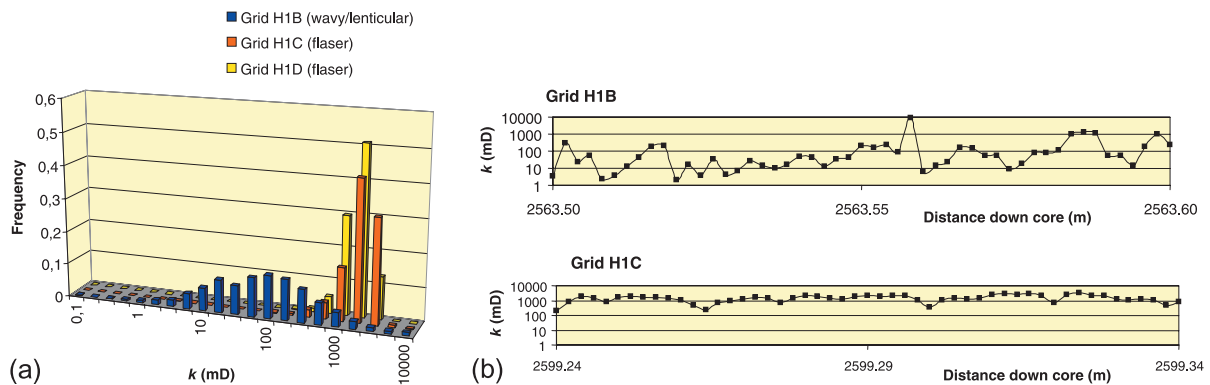 Grid H1B (wavy/lenticular)
Grid H1C (flaser)
Grid H1D (flaser)
0,6
0,5
0,4
0,3
0,2
0,1
0
Frequency
0,1
1
10
100
1000
10000
k (mD)
(a)
Grid H1B
10000
1000
100
10
1
k (mD)
2563.50
2563.55
Distance down core (m)
2563.60
Grid H1C
10000
1000
100
10
1
k (mD)
2599.24
2599.29
Distance down core (m)
2599.34
(b)